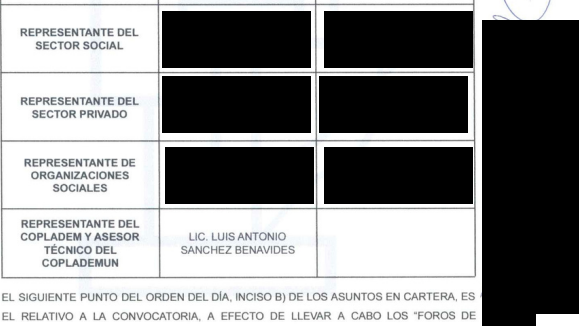 REPRESENTANTE DEL
SECTOR SOCIAL
REPRESENTANTE DEL
SECTOR PRIVADO
REPRESENTANTE DE
ORGANIZACIONES
SOCIALES
REPRESENTANTE DEL
COPLADEM Y ASESOR
TÉCNICO DEL
COPLADEMUN
LIC. LUIS ANTONIO
SANCHEZ BENAVIDES
EL SIGUIENTE PUNTO DEL ORDEN DEL DÍA, INCISO B) DE LOS ASUNTOS EN CARTERA, ES
EL RELATIVO A LA CONVOCATORIA, A EFECTO DE LLEVAR A CABO LOS "FOROS DE